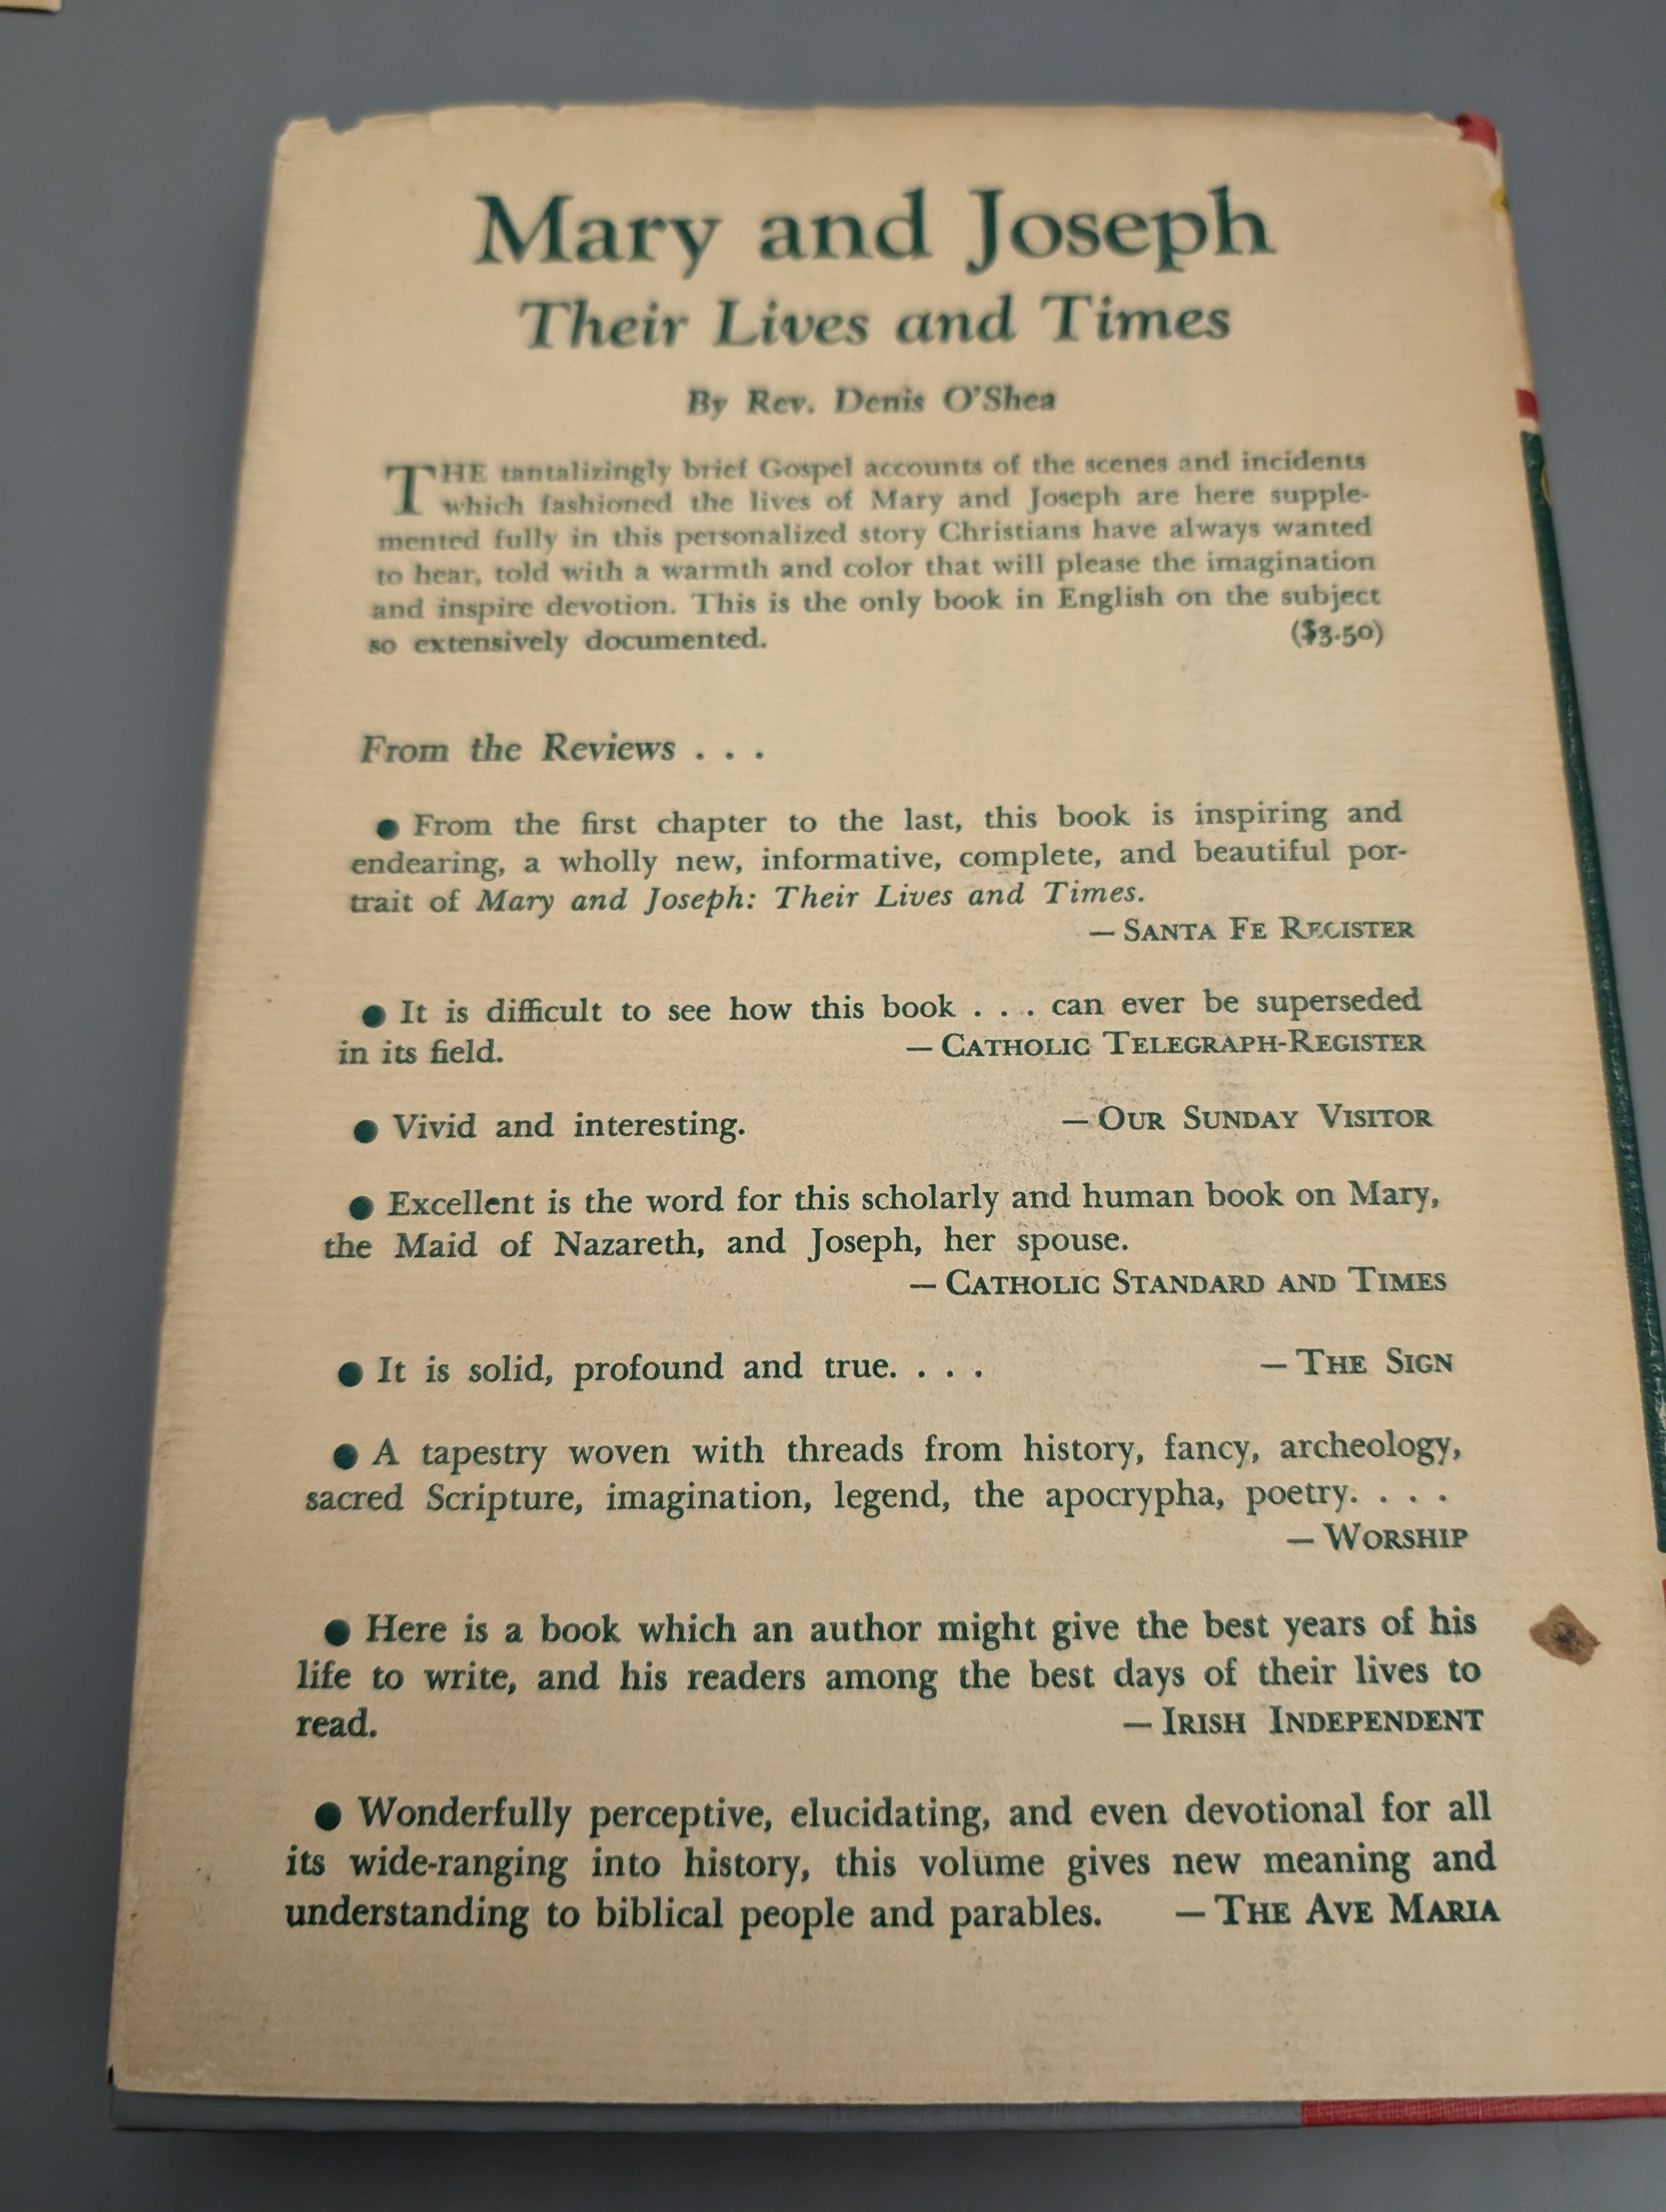 Mary and Joseph
Their Lives and Times
By Rev. Denis O'Shea
THE tantalizingly brief Gospel accounts of the scenes and incidents
which fashioned the lives of Mary and Joseph are here supple-
mented fully in this personalized story Christians have always wanted
to hear, told with a warmth and color that will please the imagination
and inspire devotion. This is the only book in English on the subject
so extensively documented. ($3.50)
From the Reviews . . .
● From the first chapter to the last, this book is inspiring and
endearing, a wholly new, informative, complete, and beautiful por-
trait of Mary and Joseph: Their Lives and Times.
— SANTA FE REGISTER
● It is difficult to see how this book . . . can ever be superseded
in its field. — CATHOLIC TELEGRAPH-REGISTER
● Vivid and interesting. — OUR SUNDAY VISITOR
● Excellent is the word for this scholarly and human book on Mary,
the Maid of Nazareth, and Joseph, her spouse.
— CATHOLIC STANDARD AND TIMES
● It is solid, profound and true. . . . — THE SIGN
● A tapestry woven with threads from history, fancy, archeology,
sacred Scripture, imagination, legend, the apocrypha, poetry. . . .
— WORSHIP
● Here is a book which an author might give the best years of his
life to write, and his readers among the best days of their lives to
read. — IRISH INDEPENDENT
● Wonderfully perceptive, elucidating, and even devotional for all
its wide-ranging into history, this volume gives new meaning and
understanding to biblical people and parables. — THE AVE MARIA